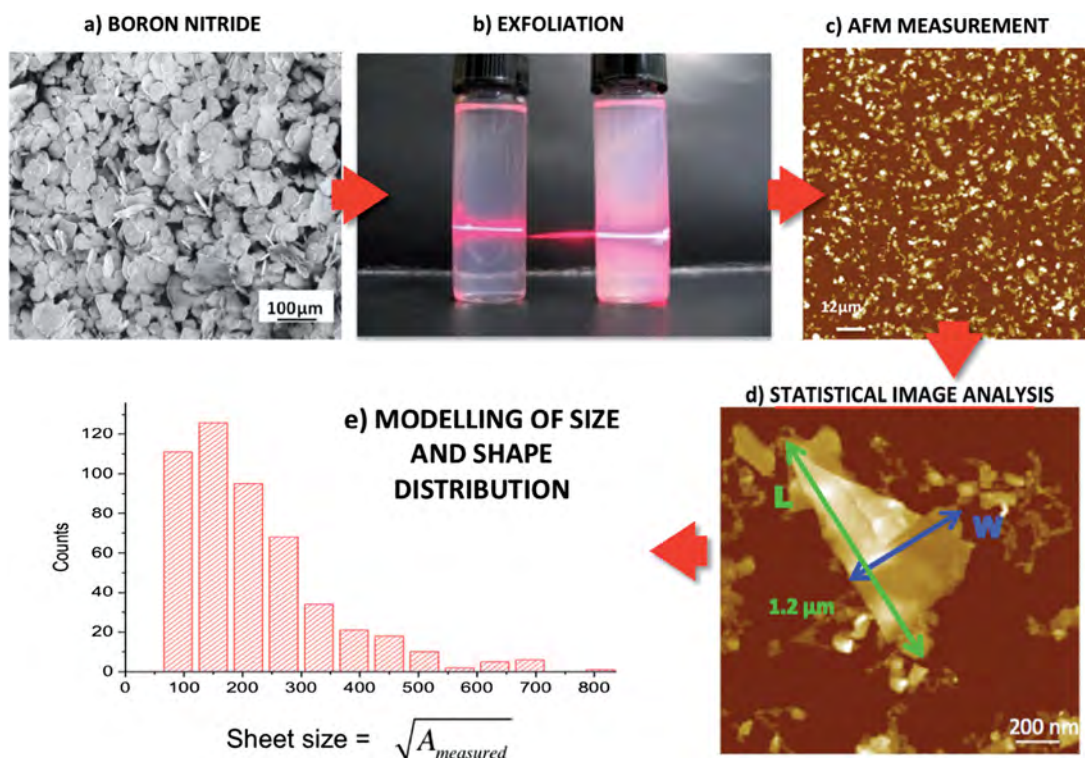 a) BORON NITRIDE
b) EXFOLIATION
c) AFM MEASUREMENT
100μm
12μm
d) STATISTICAL IMAGE ANALYSIS
L
W
1.2 μm
200 nm
e) MODELLING OF SIZE
AND SHAPE
DISTRIBUTION
Counts
120
100
80
60
40
20
0
0 100 200 300 400 500 600 700 800
Sheet size = √A_measured